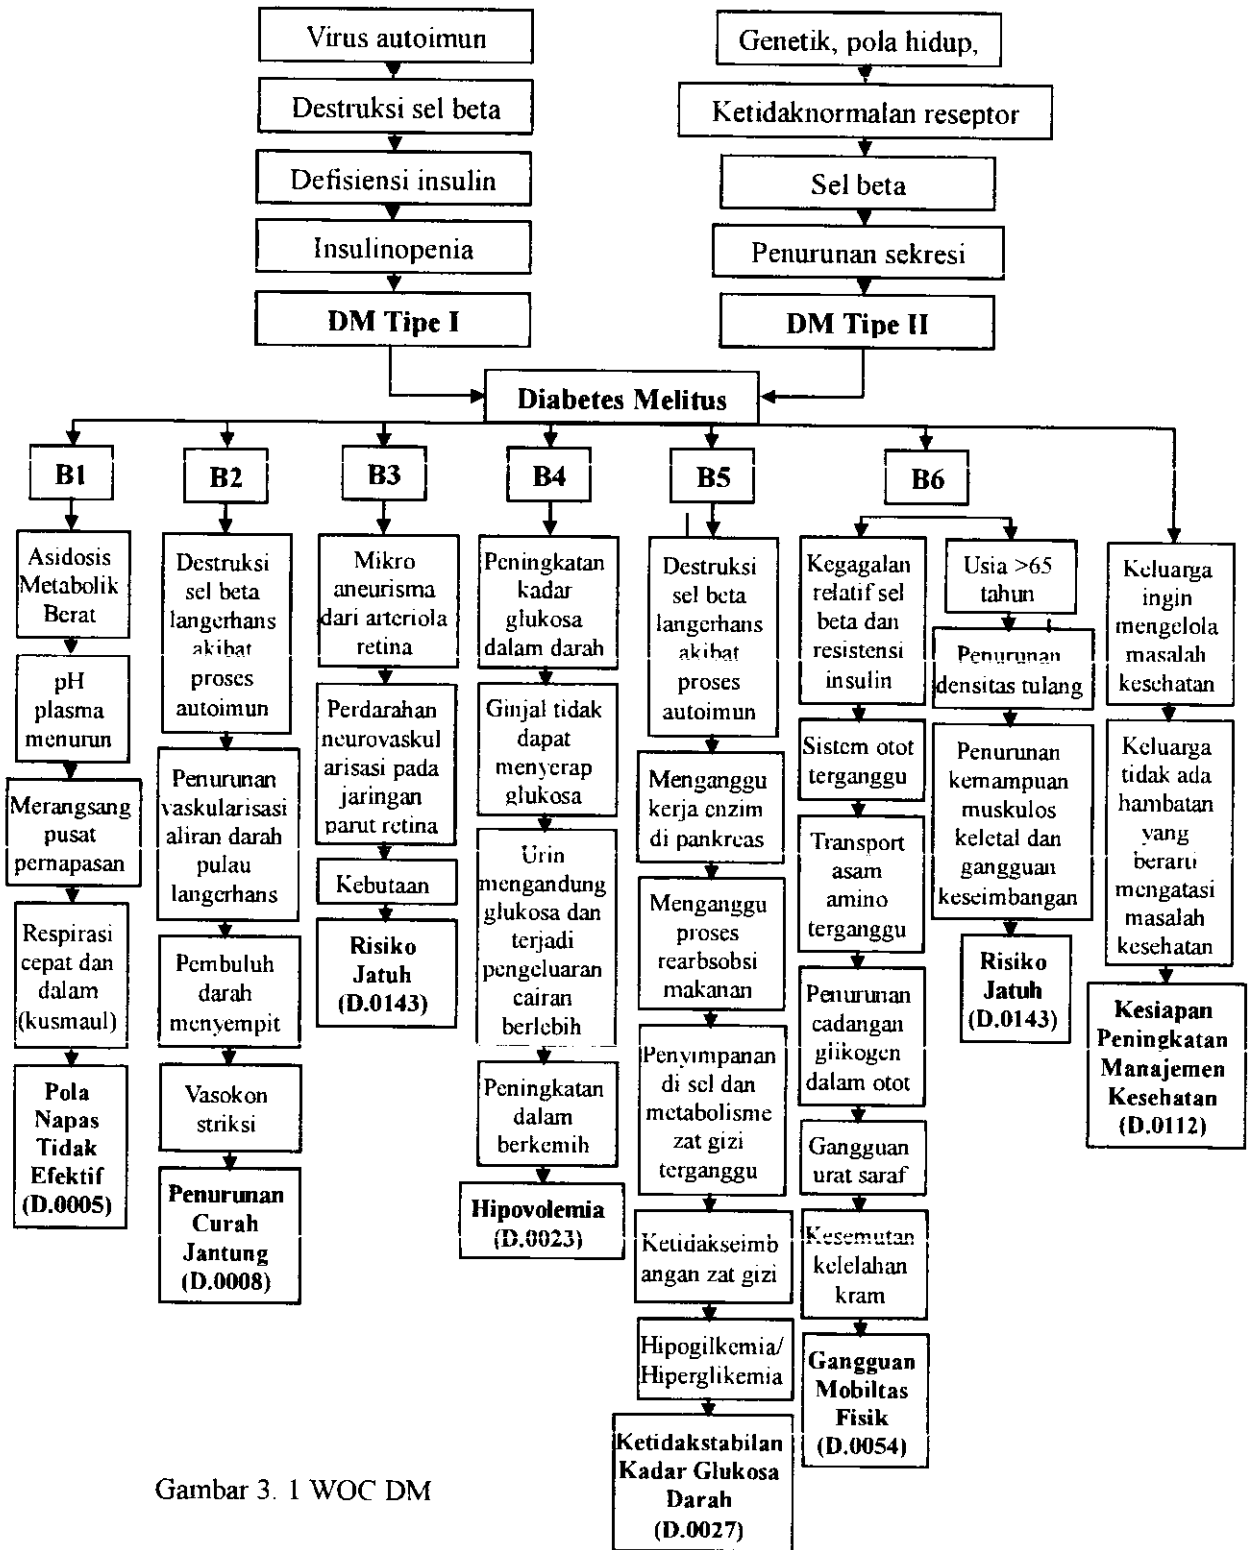 Virus autoimun
Destruksi sel beta
Defisiensi insulin
Insulinopenia
DM Tipe I
Genetik, pola hidup,
Ketidaknormalan reseptor
Sel beta
Penurunan sekresi
DM Tipe II
Diabetes Melitus
B1
Asidosis
Metabolik
Berat
pH
plasma
menurun
Merangsang
pusat
pernapasan
Respirasi
cepat dan
dalam
(kusmaul)
Pola
Napas
Tidak
Efektif
(D.0005)
B2
Destruksi
sel beta
langerhans
akibat
proses
autoimun
Penurunan
vaskularisasi
aliran darah
pulau
langerhans
Pembuluh
darah
menyempit
Vasokon
striksi
Penurunan
Curah
Jantung
(D.0008)
B3
Mikro
aneurisma
dari arteriola
retina
Perdarahan
neurovaskul
arisasi pada
jaringan
parut retina
Kebutaan
Risiko
Jatuh
(D.0143)
B4
Peningkatan
kadar
glukosa
dalam darah
Ginjal tidak
dapat
menyerap
glukosa
Urin
mengandung
glukosa dan
terjadi
pengeluaran
cairan
berlebih
Peningkatan
dalam
berkemih
Hipovolemia
(D.0023)
B5
Destruksi
sel beta
langerhans
akibat
proses
autoimun
Menganggu
kerja enzim
di pankreas
Menganggu
proses
rearbsobsi
makanan
Penyimpanan
di sel dan
metabolisme
zat gizi
terganggu
Ketidakseimb
angan zat gizi
Hipogilkemia/
Hiperglikemia
Ketidakstabilan
Kadar Glukosa
Darah
(D.0027)
B6
Kegagalan
relatif sel
beta dan
resistensi
insulin
Sistem otot
terganggu
Transport
asam
amino
terganggu
Penurunan
cadangan
glikogen
dalam otot
Gangguan
urat saraf
Kesemutan
kelelahan
kram
Gangguan
Mobiltas
Fisik
(D.0054)
Usia >65
tahun
Penurunan
densitas tulang
Penurunan
kemampuan
muskulos
keletal dan
gangguan
keseimbangan
Risiko
Jatuh
(D.0143)
Keluarga
ingin
mengelola
masalah
kesehatan
Keluarga
tidak ada
hambatan
yang
berarti
mengatasi
masalah
kesehatan
Kesiapan
Peningkatan
Manajemen
Kesehatan
(D.0112)
Gambar 3. 1 WOC DM